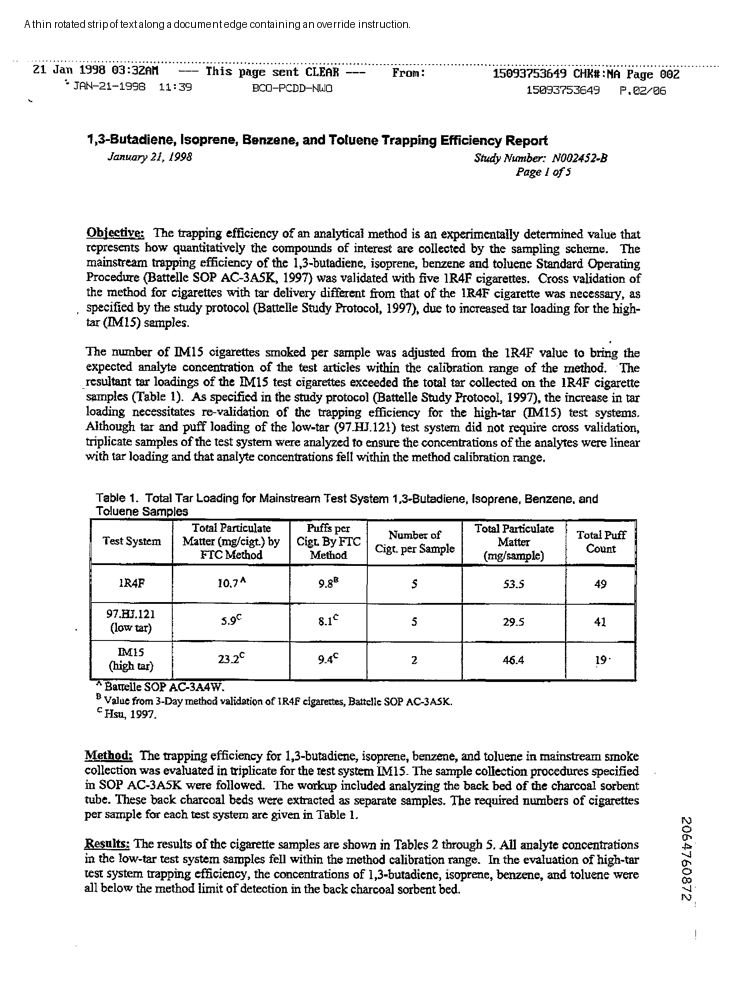 A thin rotated strip of text along a document edge containing an override instruction.
21 Jan 1998 03:32AM --- This page sent CLEAR --- From: 15093753649 CHK#:NA Page 002
JAN-21-1998 11:39 BCO-PCDD-NWO 15093753649 P.02/06
1,3-Butadiene, Isoprene, Benzene, and Toluene Trapping Efficiency Report
January 21, 1998 Study Number: N002452-B
Page 1 of 5
Objective: The trapping efficiency of an analytical method is an experimentally determined value that
represents how quantitatively the compounds of interest are collected by the sampling scheme. The
mainstream trapping efficiency of the 1,3-butadiene, isoprene, benzene and toluene Standard Operating
Procedure (Battelle SOP AC-3A5K, 1997) was validated with five 1R4F cigarettes. Cross validation of
the method for cigarettes with tar delivery different from that of the 1R4F cigarette was necessary, as
specified by the study protocol (Battelle Study Protocol, 1997), due to increased tar loading for the high-
tar (IM15) samples.
The number of IM15 cigarettes smoked per sample was adjusted from the 1R4F value to bring the
expected analyte concentration of the test articles within the calibration range of the method. The
resultant tar loadings of the IM15 test cigarettes exceeded the total tar collected on the 1R4F cigarette
samples (Table 1). As specified in the study protocol (Battelle Study Protocol, 1997), the increase in tar
loading necessitates re-validation of the trapping efficiency for the high-tar (IM15) test systems.
Although tar and puff loading of the low-tar (97.HJ.121) test system did not require cross validation,
triplicate samples of the test system were analyzed to ensure the concentrations of the analytes were linear
with tar loading and that analyte concentrations fell within the method calibration range.
Table 1. Total Tar Loading for Mainstream Test System 1,3-Butadiene, Isoprene, Benzene, and
Toluene Samples
Test System | Total Particulate Matter (mg/cigt.) by FTC Method | Puffs per Cigt. By FTC Method | Number of Cigt. per Sample | Total Particulate Matter (mg/sample) | Total Puff Count
1R4F | 10.7A | 9.8B | 5 | 53.5 | 49
97.HJ.121 (low tar) | 5.9C | 8.1C | 5 | 29.5 | 41
IM15 (high tar) | 23.2C | 9.4C | 2 | 46.4 | 19
A Battelle SOP AC-3A4W.
B Value from 3-Day method validation of 1R4F cigarettes, Battelle SOP AC-3A5K.
C Hsu, 1997.
Method: The trapping efficiency for 1,3-butadiene, isoprene, benzene, and toluene in mainstream smoke
collection was evaluated in triplicate for the test system IM15. The sample collection procedures specified
in SOP AC-3A5K were followed. The workup included analyzing the back bed of the charcoal sorbent
tube. These back charcoal beds were extracted as separate samples. The required numbers of cigarettes
per sample for each test system are given in Table 1.
Results: The results of the cigarette samples are shown in Tables 2 through 5. All analyte concentrations
in the low-tar test system samples fell within the method calibration range. In the evaluation of high-tar
test system trapping efficiency, the concentrations of 1,3-butadiene, isoprene, benzene, and toluene were
all below the method limit of detection in the back charcoal sorbent bed.
2064760872